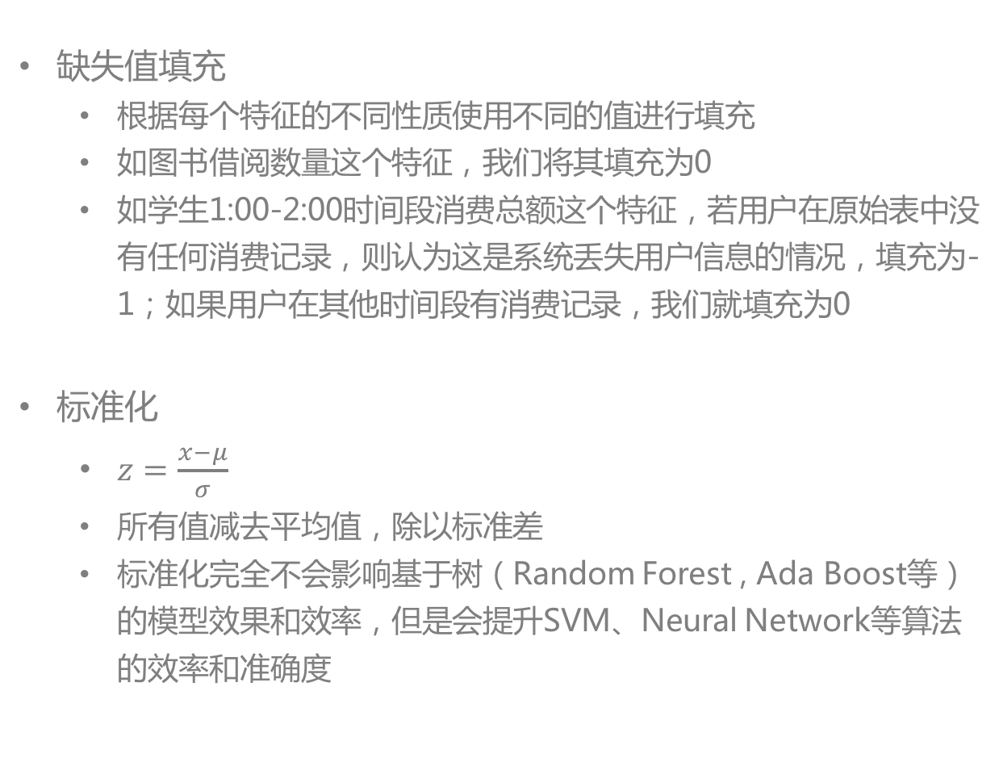 • 缺失值填充
• 根据每个特征的不同性质使用不同的值进行填充
• 如图书借阅数量这个特征，我们将其填充为0
• 如学生1:00-2:00时间段消费总额这个特征，若用户在原始表中没
有任何消费记录，则认为这是系统丢失用户信息的情况，填充为-
1；如果用户在其他时间段有消费记录，我们就填充为0
• 标准化
• z = \frac{x-μ}{σ}
• 所有值减去平均值，除以标准差
• 标准化完全不会影响基于树（Random Forest , Ada Boost等）
的模型效果和效率，但是会提升SVM、Neural Network等算法
的效率和准确度